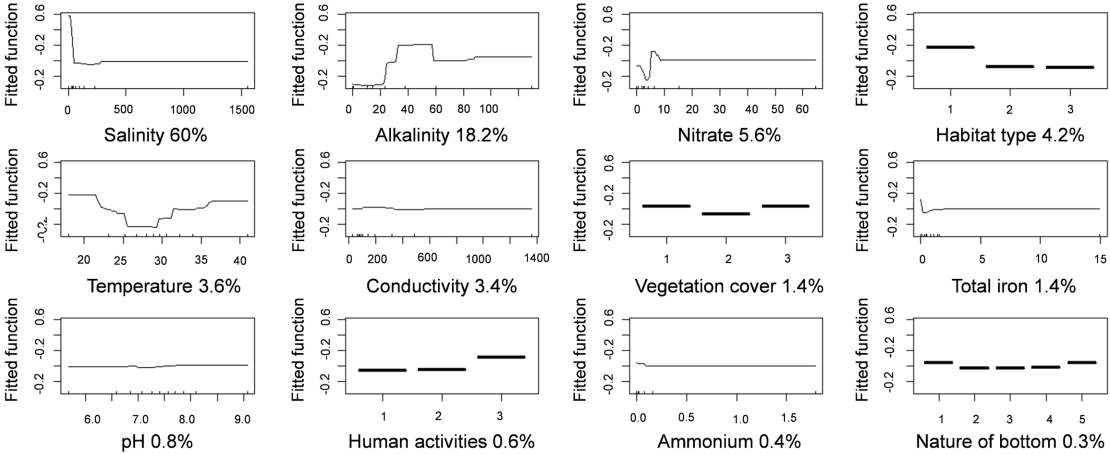 Fitted function
-0.2 -0.2 0.6
0 500 1000 1500
Salinity 60%
Fitted function
-0.2 -0.2 0.6
0 20 40 60 80 100
Alkalinity 18.2%
Fitted function
-0.2 -0.2 0.6
0 10 20 30 40 50 60
Nitrate 5.6%
Fitted function
-0.2 -0.2 0.6
1 2 3
Habitat type 4.2%
Fitted function
-0.2 -0.2 0.6
20 25 30 35 40
Temperature 3.6%
Fitted function
-0.2 -0.2 0.6
0 200 600 1000 1400
Conductivity 3.4%
Fitted function
-0.2 -0.2 0.6
1 2 3
Vegetation cover 1.4%
Fitted function
-0.2 -0.2 0.6
0 5 10 15
Total iron 1.4%
Fitted function
-0.2 -0.2 0.6
6.0 7.0 8.0 9.0
pH 0.8%
Fitted function
-0.2 -0.2 0.6
1 2 3
Human activities 0.6%
Fitted function
-0.2 -0.2 0.6
0.0 0.5 1.0 1.5
Ammonium 0.4%
Fitted function
-0.2 -0.2 0.6
1 2 3 4 5
Nature of bottom 0.3%